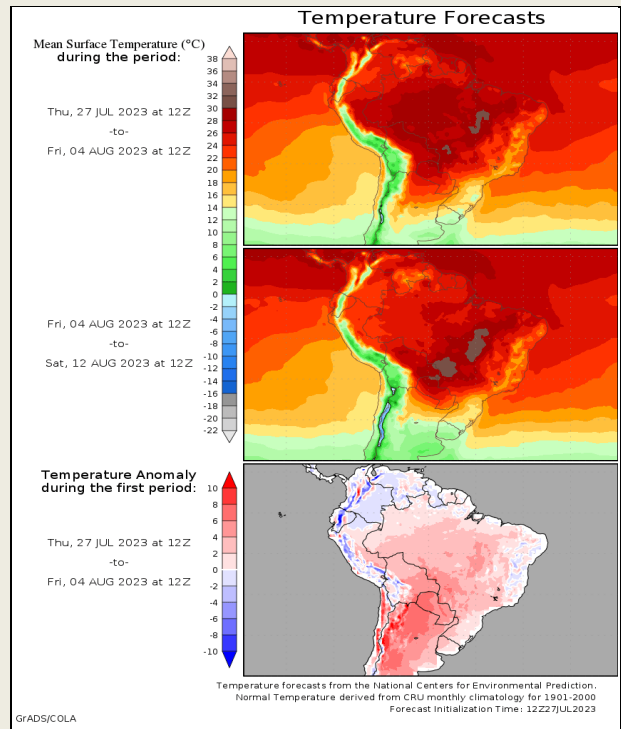 Temperature Forecasts
Mean Surface Temperature (°C)
during the period:
Thu, 27 JUL 2023 at 12Z
-to-
Fri, 04 AUG 2023 at 12Z
38
36
34
32
30
28
26
24
22
20
18
16
14
12
10
8
6
4
2
0
-2
-4
-6
-8
-10
-12
-14
-16
-18
-20
-22
Fri, 04 AUG 2023 at 12Z
-to-
Sat, 12 AUG 2023 at 12Z
Temperature Anomaly
during the first period:
Thu, 27 JUL 2023 at 12Z
-to-
Fri, 04 AUG 2023 at 12Z
10
8
6
4
2
0
-2
-4
-6
-8
-10
Temperature forecasts from the National Centers for Environmental Prediction.
Normal Temperature derived from CRU monthly climatology for 1901-2000
Forecast Initialization Time: 12Z27JUL2023
GrADS/COLA